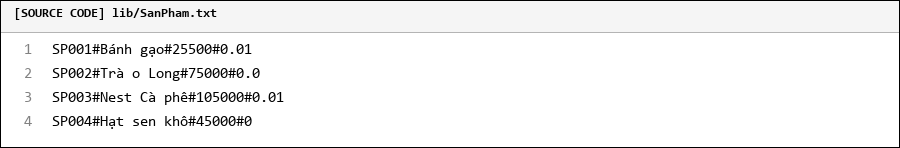 [SOURCE CODE] lib/SanPham.txt
1 SP001#Bánh gạo#25500#0.01
2 SP002#Trà o Long#75000#0.0
3 SP003#Nest Cà phê#105000#0.01
4 SP004#Hạt sen khô#45000#0